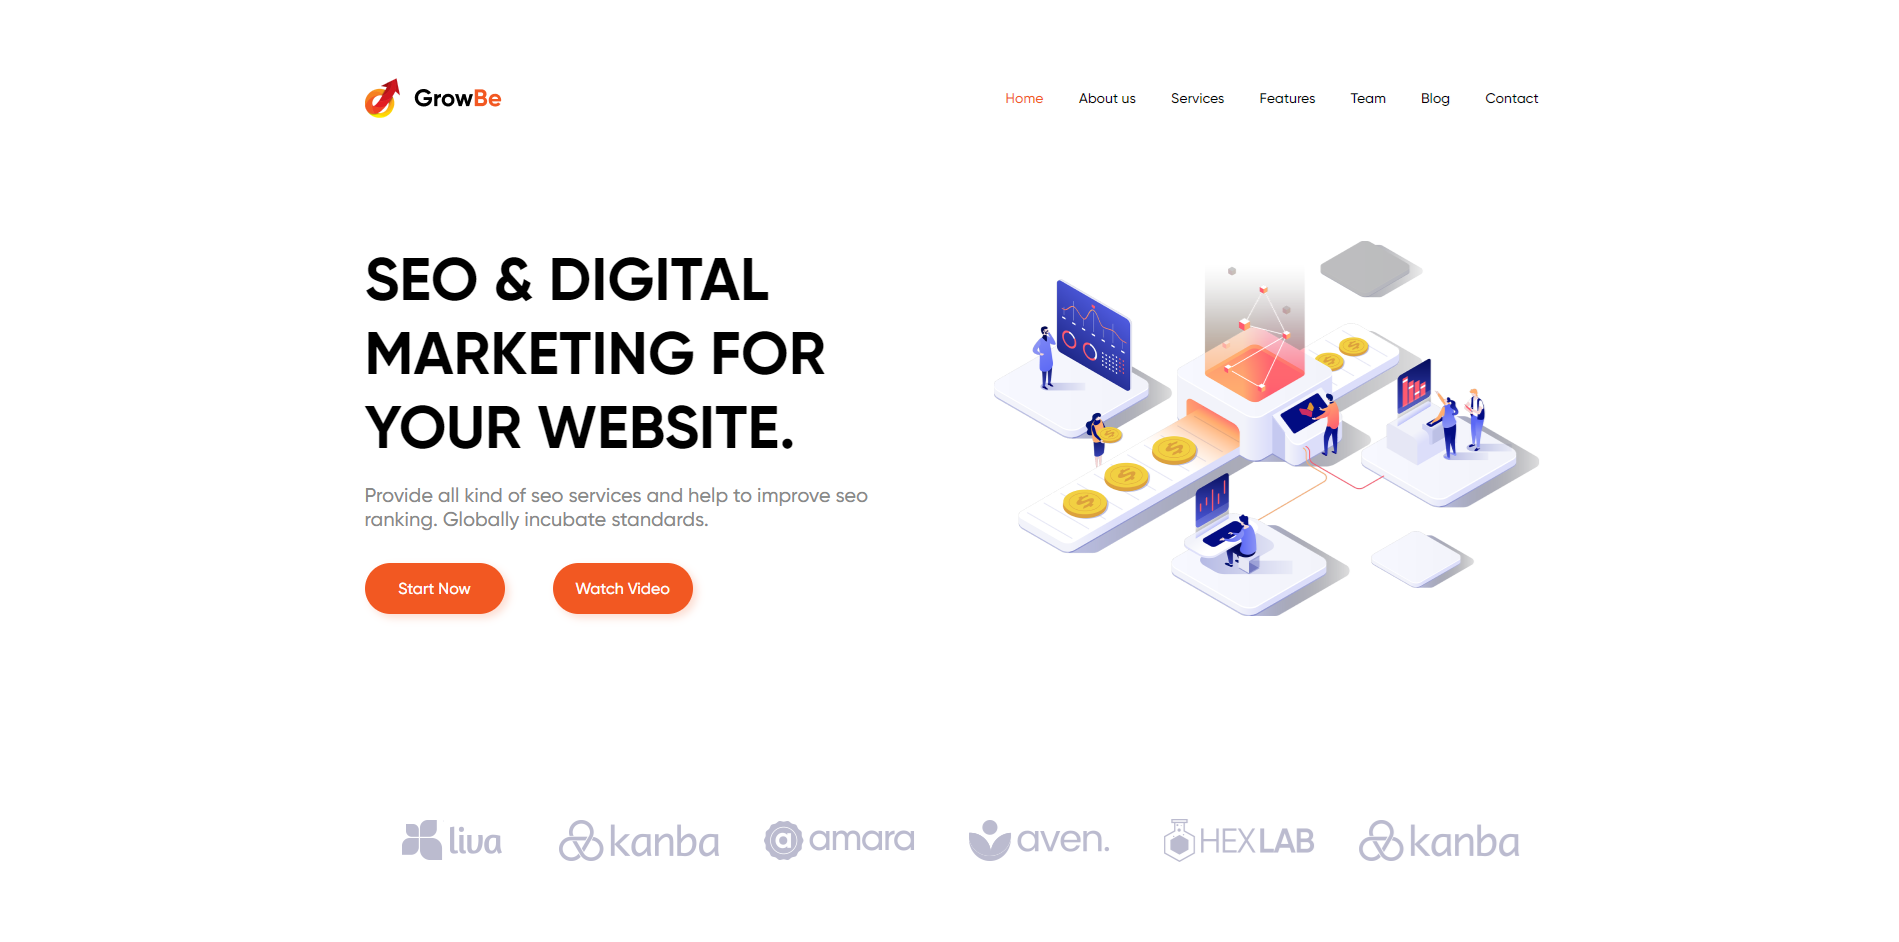 GrowBe
Home About us Services Features Team Blog Contact
SEO & DIGITAL
MARKETING FOR
YOUR WEBSITE.
Provide all kind of seo services and help to improve seo
ranking. Globally incubate standards.
Start Now Watch Video
liva kanba amara aven. HEXLAB kanba